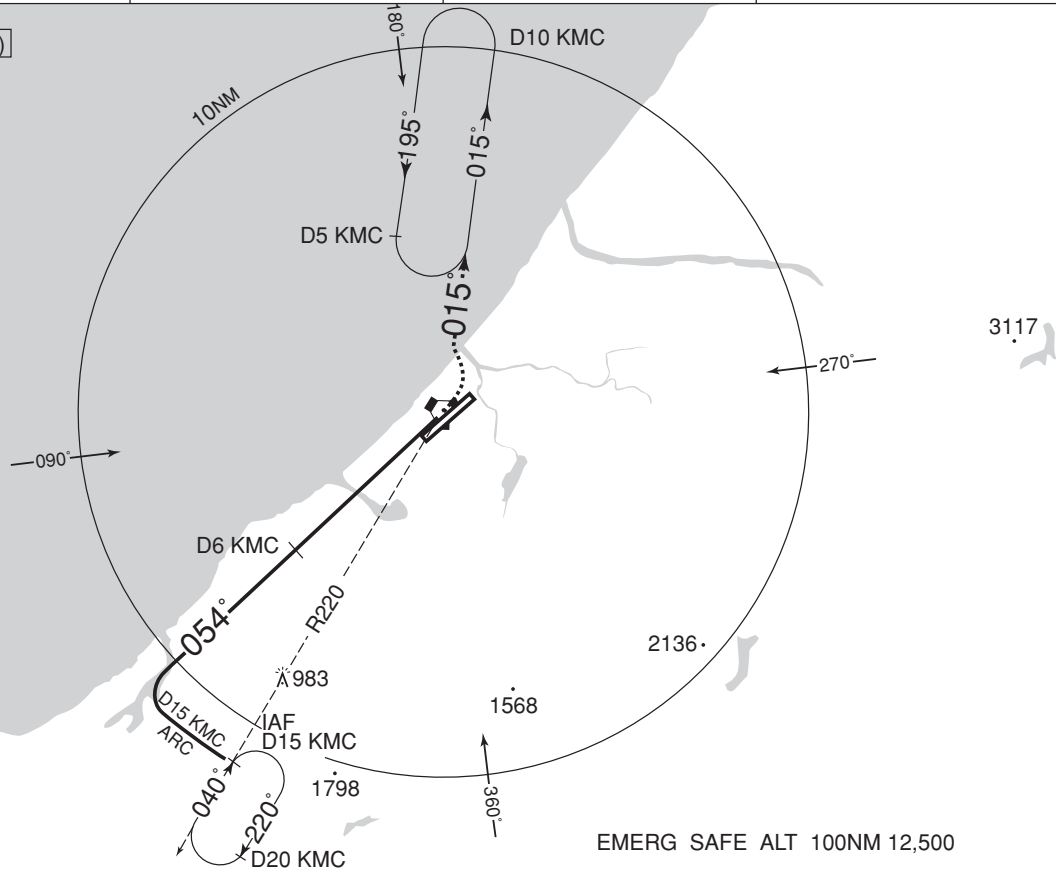 180°
D10 KMC
10NM
195°
015°
D5 KMC
015°
3117
270°
090°
D6 KMC
R220
054°
2136
983
1568
D15 KMC
ARC
IAF
D15 KMC
1798
040°
220°
360°
D20 KMC
EMERG SAFE ALT 100NM 12,500